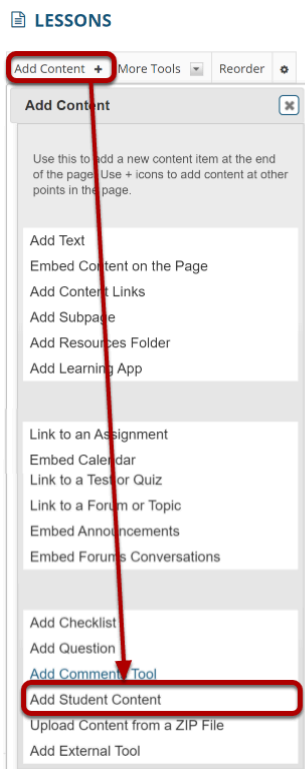 LESSONS
Add Content + More Tools Reorder
Add Content
Use this to add a new content item at the end
of the page. Use + icons to add content at other
points in the page.
Add Text
Embed Content on the Page
Add Content Links
Add Subpage
Add Resources Folder
Add Learning App
Link to an Assignment
Embed Calendar
Link to a Test or Quiz
Link to a Forum or Topic
Embed Announcements
Embed Forums Conversations
Add Checklist
Add Question
Add Comments Tool
Add Student Content
Upload Content from a ZIP File
Add External Tool